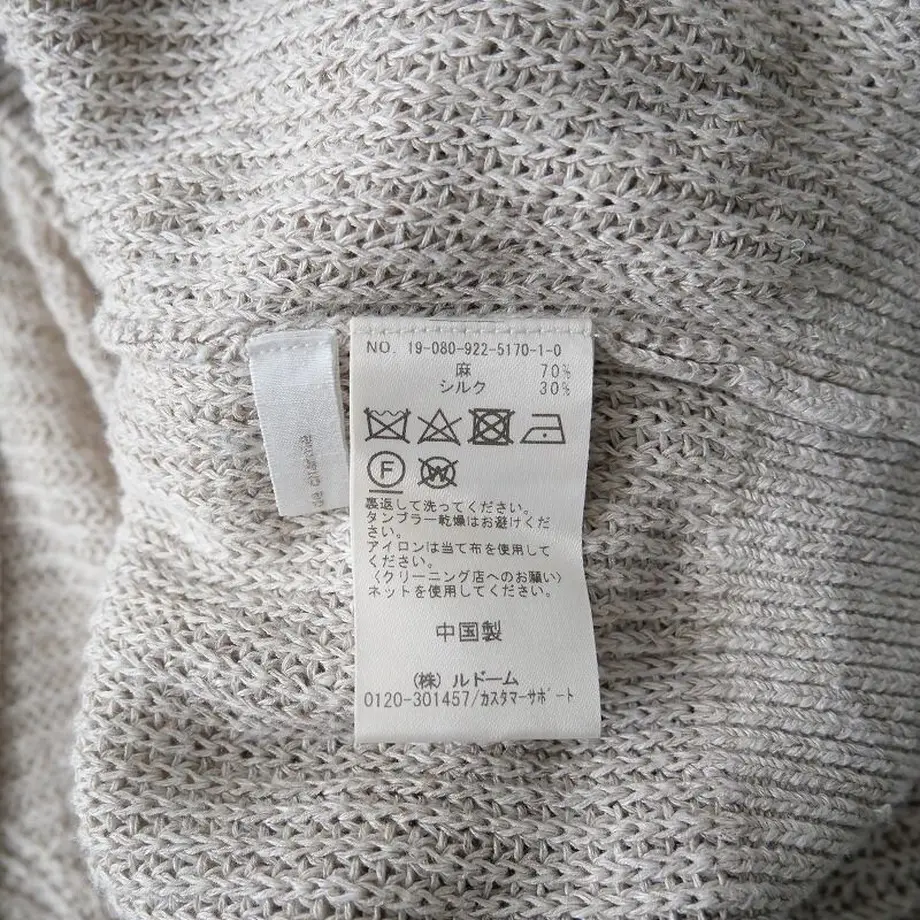 NO. 19-080-922-5170-1-0
麻 70%
シルク 30%
F
W
裏返して洗ってください。
タンブラー乾燥はお避けくだ
さい。
アイロンは当て布を使用して
ください。
〈クリーニング店へのお願い〉
ネットを使用してください。
中国製
(株)ルドーム
0120-301457/カスタマーサポート